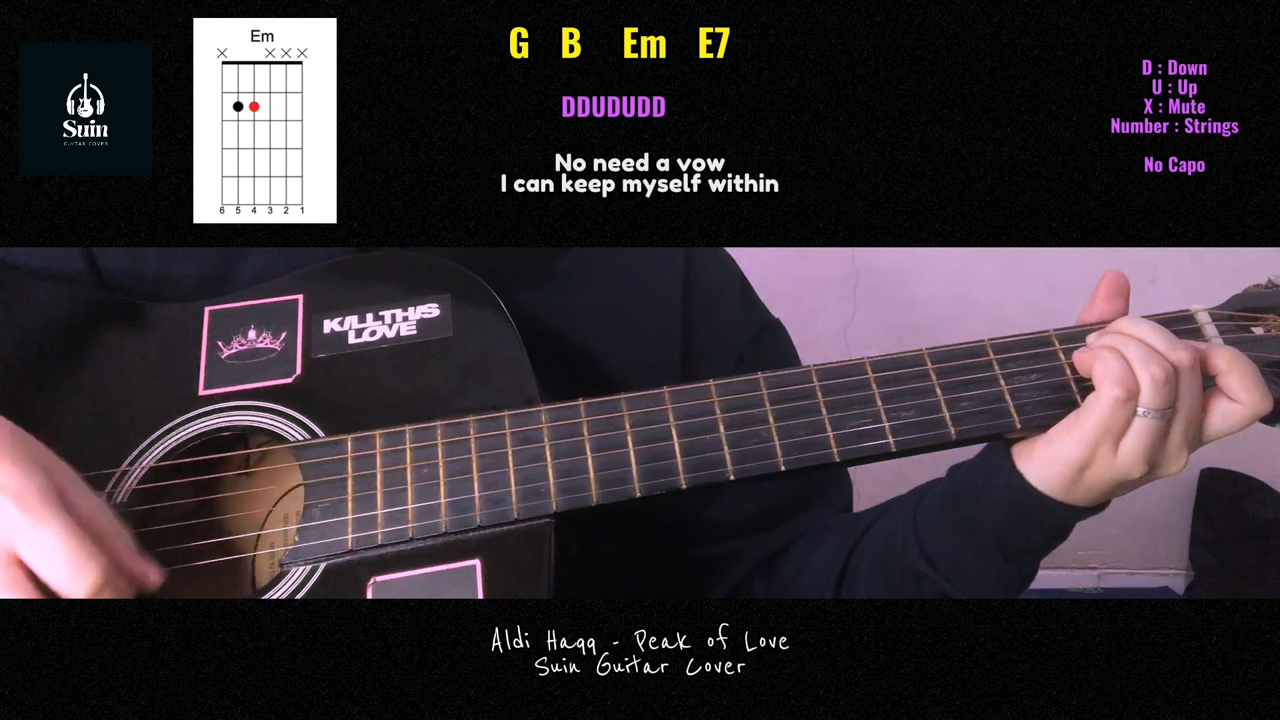 Em
X X X X
6 5 4 3 2 1
Suin
GUITAR COVER
G B Em E7
DDUDUDD
No need a vow
I can keep myself within
D : Down
U : Up
X : Mute
Number : Strings
No Capo
KILL THIS
LOVE
Aldi Haqq - Peak of Love
Suin Guitar Cover